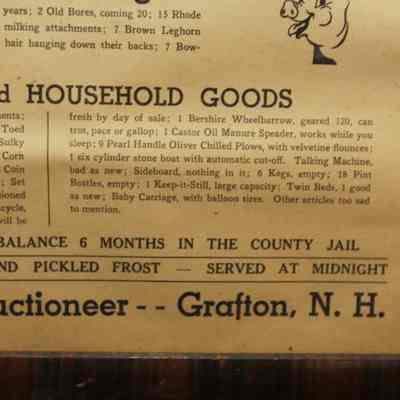 years; 2 Old Bores, coming 20; 15 Rhode
milking attachments; 7 Brown Leghorn
hair hanging down their backs; 7 Bow-
d HOUSEHOLD GOODS
ments;
Toed
Sulky
Corn
Coin
Set
ioned
cycle,
will be
fresh by day of sale; 1 Bershire Wheelbarrow, geared 120, can
trot, pace or gallop; 1 Castor Oil Manure Speader, works while you
sleep; 9 Pearl Handle Oliver Chilled Plows, with velvetine flounces;
1 six cylinder stone boat with automatic cut-off. Talking Machine,
bad as new; Sideboard, nothing in it; 6 Kegs, empty; 18 Pint
Bottles, empty; 1 Keep-it-Still, large capacity; Twin Beds, 1 good
as new; Baby Carriage, with balloon tires. Other articles too sad
to mention.
BALANCE 6 MONTHS IN THE COUNTY JAIL
ND PICKLED FROST — SERVED AT MIDNIGHT
uctioneer - - Grafton, N. H.